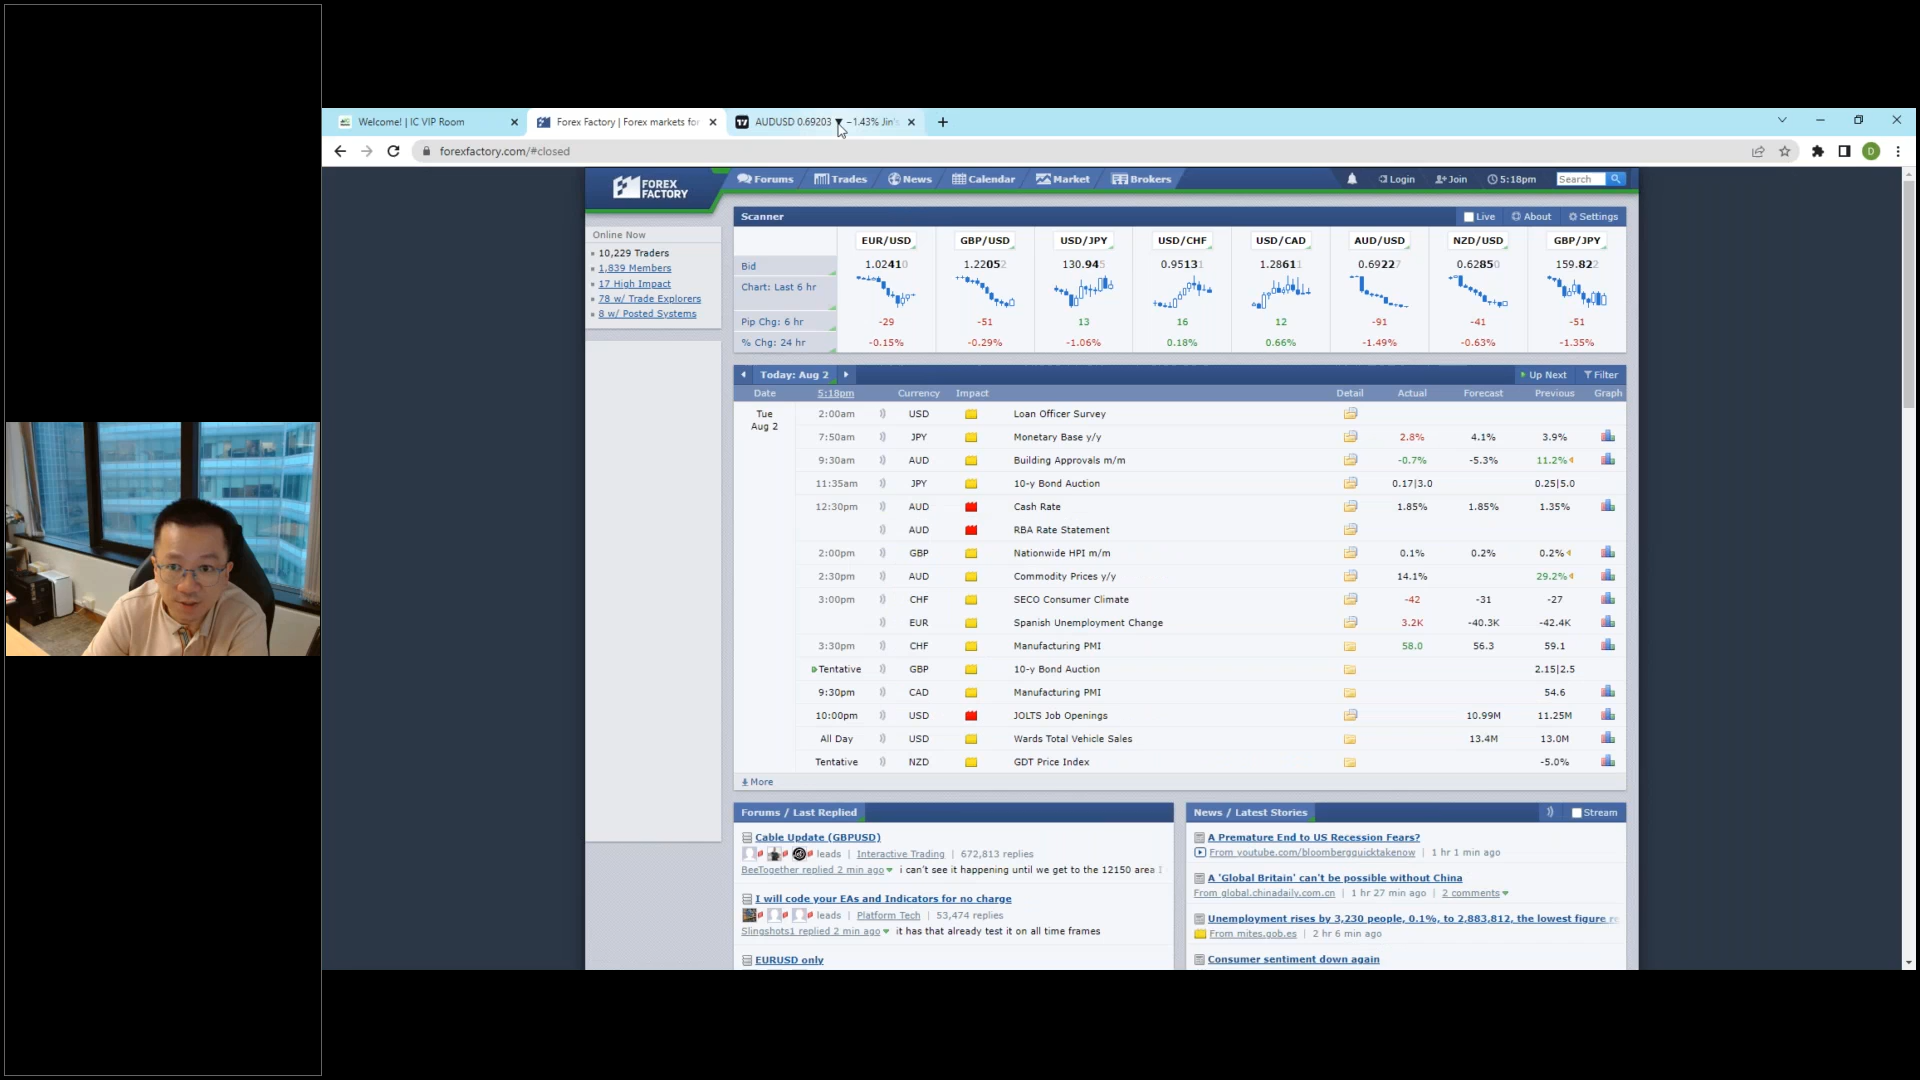 Welcome! | IC VIP Room
Forex Factory | Forex markets for
AUDUSD 0.69203 ▼ −1.43% Jin's
forexfactory.com/#closed
D
FOREX FACTORY
Forums Trades News Calendar Market Brokers
Login Join 5:18pm Search
Online Now
10,229 Traders
1,839 Members
17 High Impact
78 w/ Trade Explorers
8 w/ Posted Systems
Scanner Live About Settings
EUR/USD GBP/USD USD/JPY USD/CHF USD/CAD AUD/USD NZD/USD GBP/JPY
Bid 1.02410 1.22052 130.945 0.95131 1.28611 0.69227 0.62850 159.822
Chart: Last 6 hr
Pip Chg: 6 hr -29 -51 13 16 12 -91 -41 -51
% Chg: 24 hr -0.15% -0.29% -1.06% 0.18% 0.66% -1.49% -0.63% -1.35%
Today: Aug 2 Up Next Filter
Date 5:18pm Currency Impact Detail Actual Forecast Previous Graph
Tue Aug 2 2:00am USD Loan Officer Survey
7:50am JPY Monetary Base y/y 2.8% 4.1% 3.9%
9:30am AUD Building Approvals m/m -0.7% -5.3% 11.2%
11:35am JPY 10-y Bond Auction 0.17|3.0 0.25|5.0
12:30pm AUD Cash Rate 1.85% 1.85% 1.35%
AUD RBA Rate Statement
2:00pm GBP Nationwide HPI m/m 0.1% 0.2% 0.2%
2:30pm AUD Commodity Prices y/y 14.1% 29.2%
3:00pm CHF SECO Consumer Climate -42 -31 -27
EUR Spanish Unemployment Change 3.2K -40.3K -42.4K
3:30pm CHF Manufacturing PMI 58.0 56.3 59.1
Tentative GBP 10-y Bond Auction 2.15|2.5
9:30pm CAD Manufacturing PMI 54.6
10:00pm USD JOLTS Job Openings 10.99M 11.25M
All Day USD Wards Total Vehicle Sales 13.4M 13.0M
Tentative NZD GDT Price Index -5.0%
More
Forums / Last Replied
Cable Update (GBPUSD)
leads | Interactive Trading | 672,813 replies
BeeTogether replied 2 min ago i can't see it happening until we get to the 12150 area I
I will code your EAs and Indicators for no charge
leads | Platform Tech | 53,474 replies
Slingshots1 replied 2 min ago it has that already test it on all time frames
EURUSD only
News / Latest Stories Stream
A Premature End to US Recession Fears?
From youtube.com/bloombergquicktakenow | 1 hr 1 min ago
A 'Global Britain' can't be possible without China
From global.chinadaily.com.cn | 1 hr 27 min ago | 2 comments
Unemployment rises by 3,230 people, 0.1%, to 2,883,812, the lowest figure
From mites.gob.es | 2 hr 6 min ago
Consumer sentiment down again